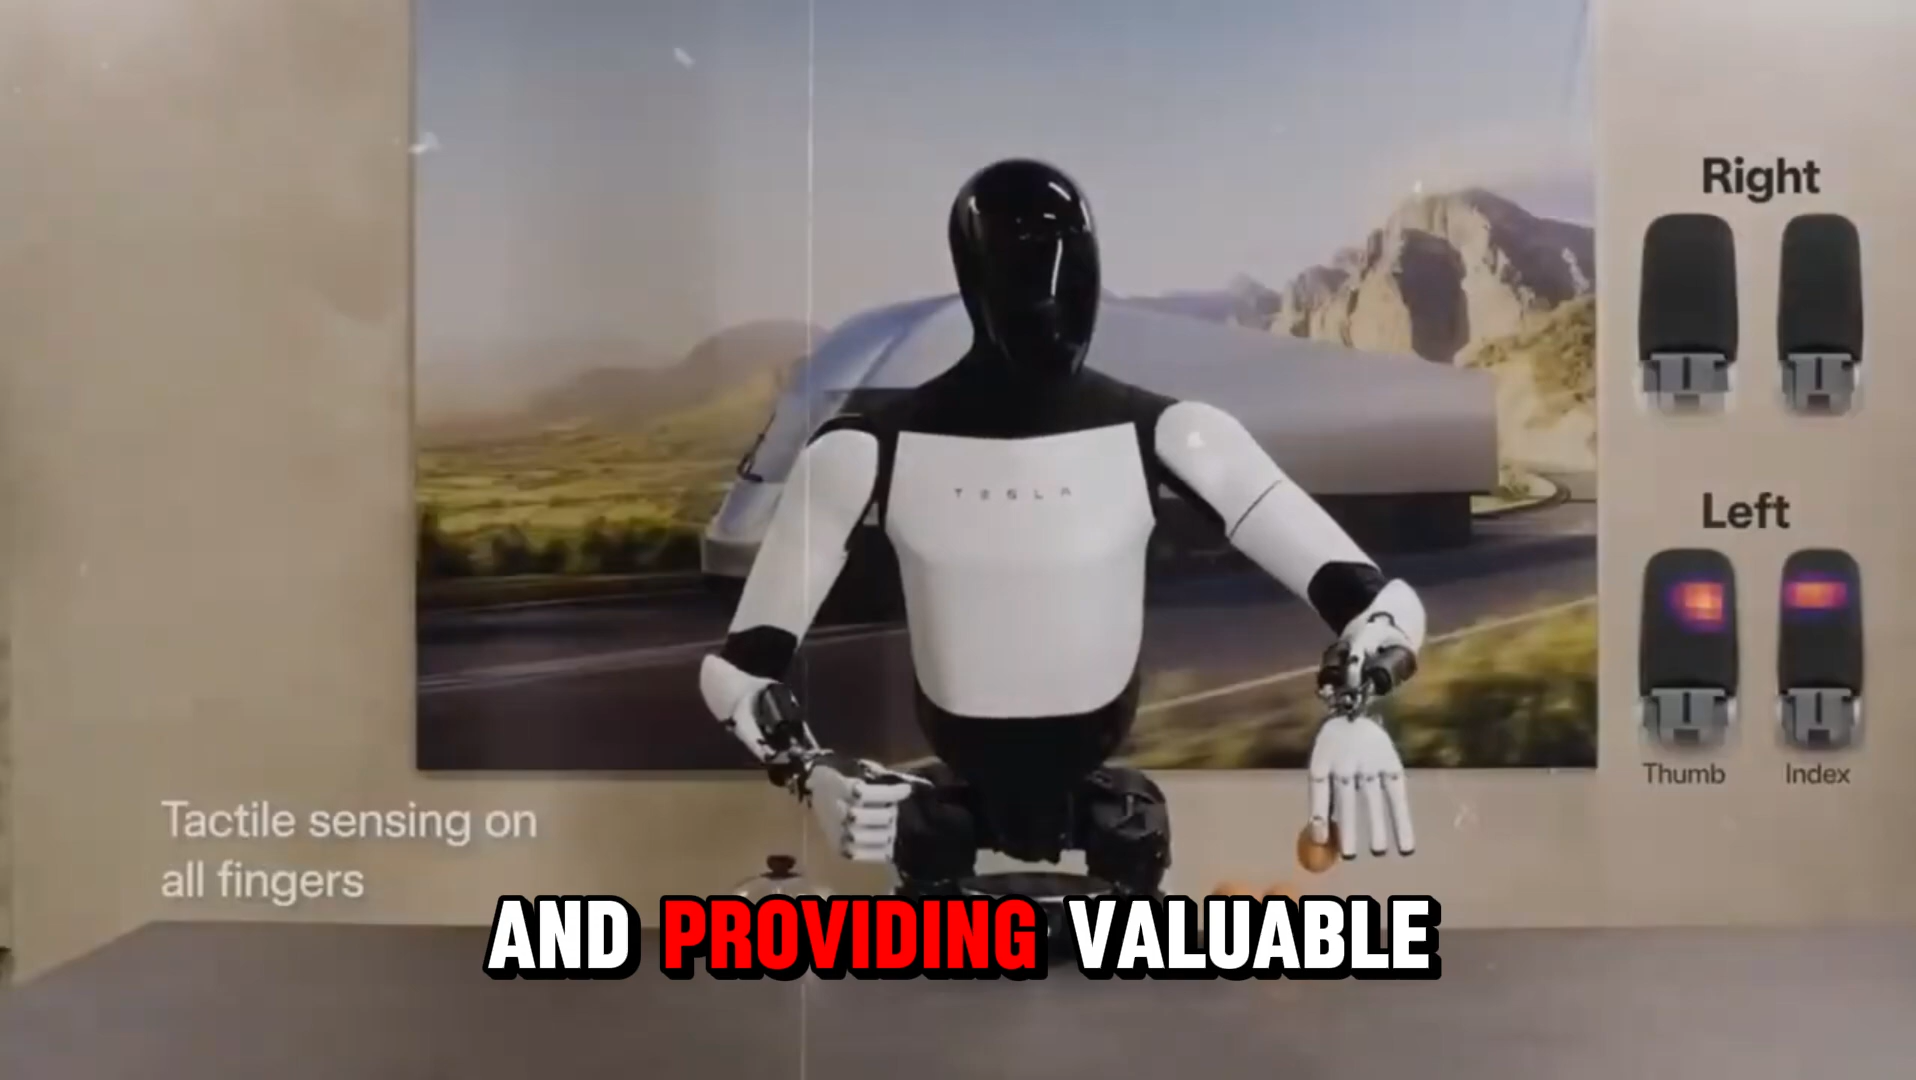 Right
TESLA
Left
Thumb Index
Tactile sensing on
all fingers
AND PROVIDING VALUABLE